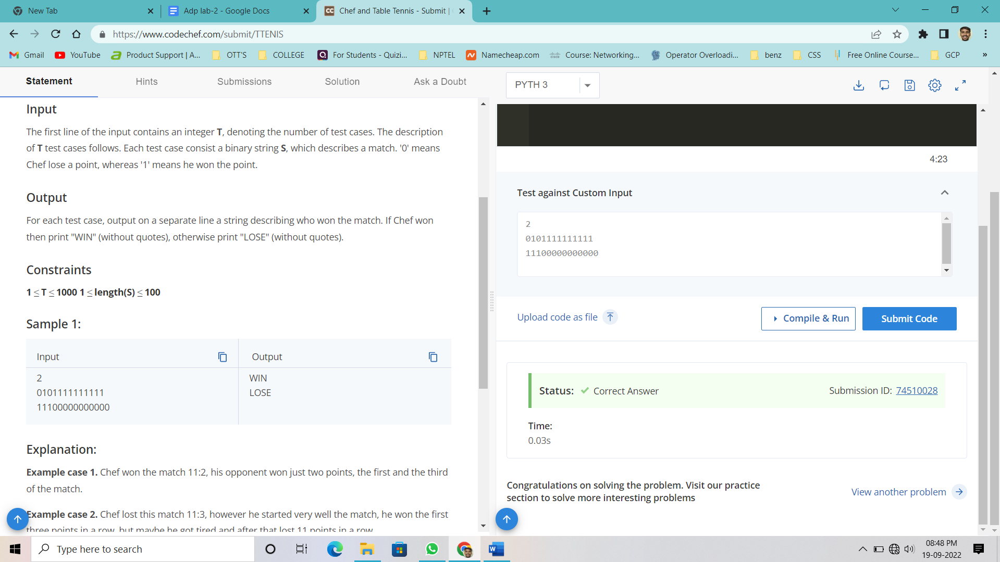 New Tab
Adp lab-2 - Google Docs
CC Chef and Table Tennis - Submit |
https://www.codechef.com/submit/TTENIS
Gmail
YouTube
Product Support | A...
OTT'S
COLLEGE
For Students - Quizi...
NPTEL
Namecheap.com
Course: Networking...
Operator Overloadi...
benz
CSS
Free Online Course...
GCP
»
Statement
Hints
Submissions
Solution
Ask a Doubt
Input
The first line of the input contains an integer T, denoting the number of test cases. The description
of T test cases follows. Each test case consist a binary string S, which describes a match. '0' means
Chef lose a point, whereas '1' means he won the point.
Output
For each test case, output on a separate line a string describing who won the match. If Chef won
then print "WIN" (without quotes), otherwise print "LOSE" (without quotes).
Constraints
1 ≤ T ≤ 1000 1 ≤ length(S) ≤ 100
Sample 1:
Input
Output
2
0101111111111
11100000000000
WIN
LOSE
Explanation:
Example case 1. Chef won the match 11:2, his opponent won just two points, the first and the third
of the match.
Example case 2. Chef lost this match 11:3, however he started very well the match, he won the first
three points in a row, but maybe he got tired and after that lost 11 points in a row.
PYTH 3
4:23
Test against Custom Input
2
0101111111111
11100000000000
Upload code as file
Compile & Run
Submit Code
Status: Correct Answer
Submission ID: 74510028
Time:
0.03s
Congratulations on solving the problem. Visit our practice
section to solve more interesting problems
View another problem
Type here to search
08:48 PM
19-09-2022